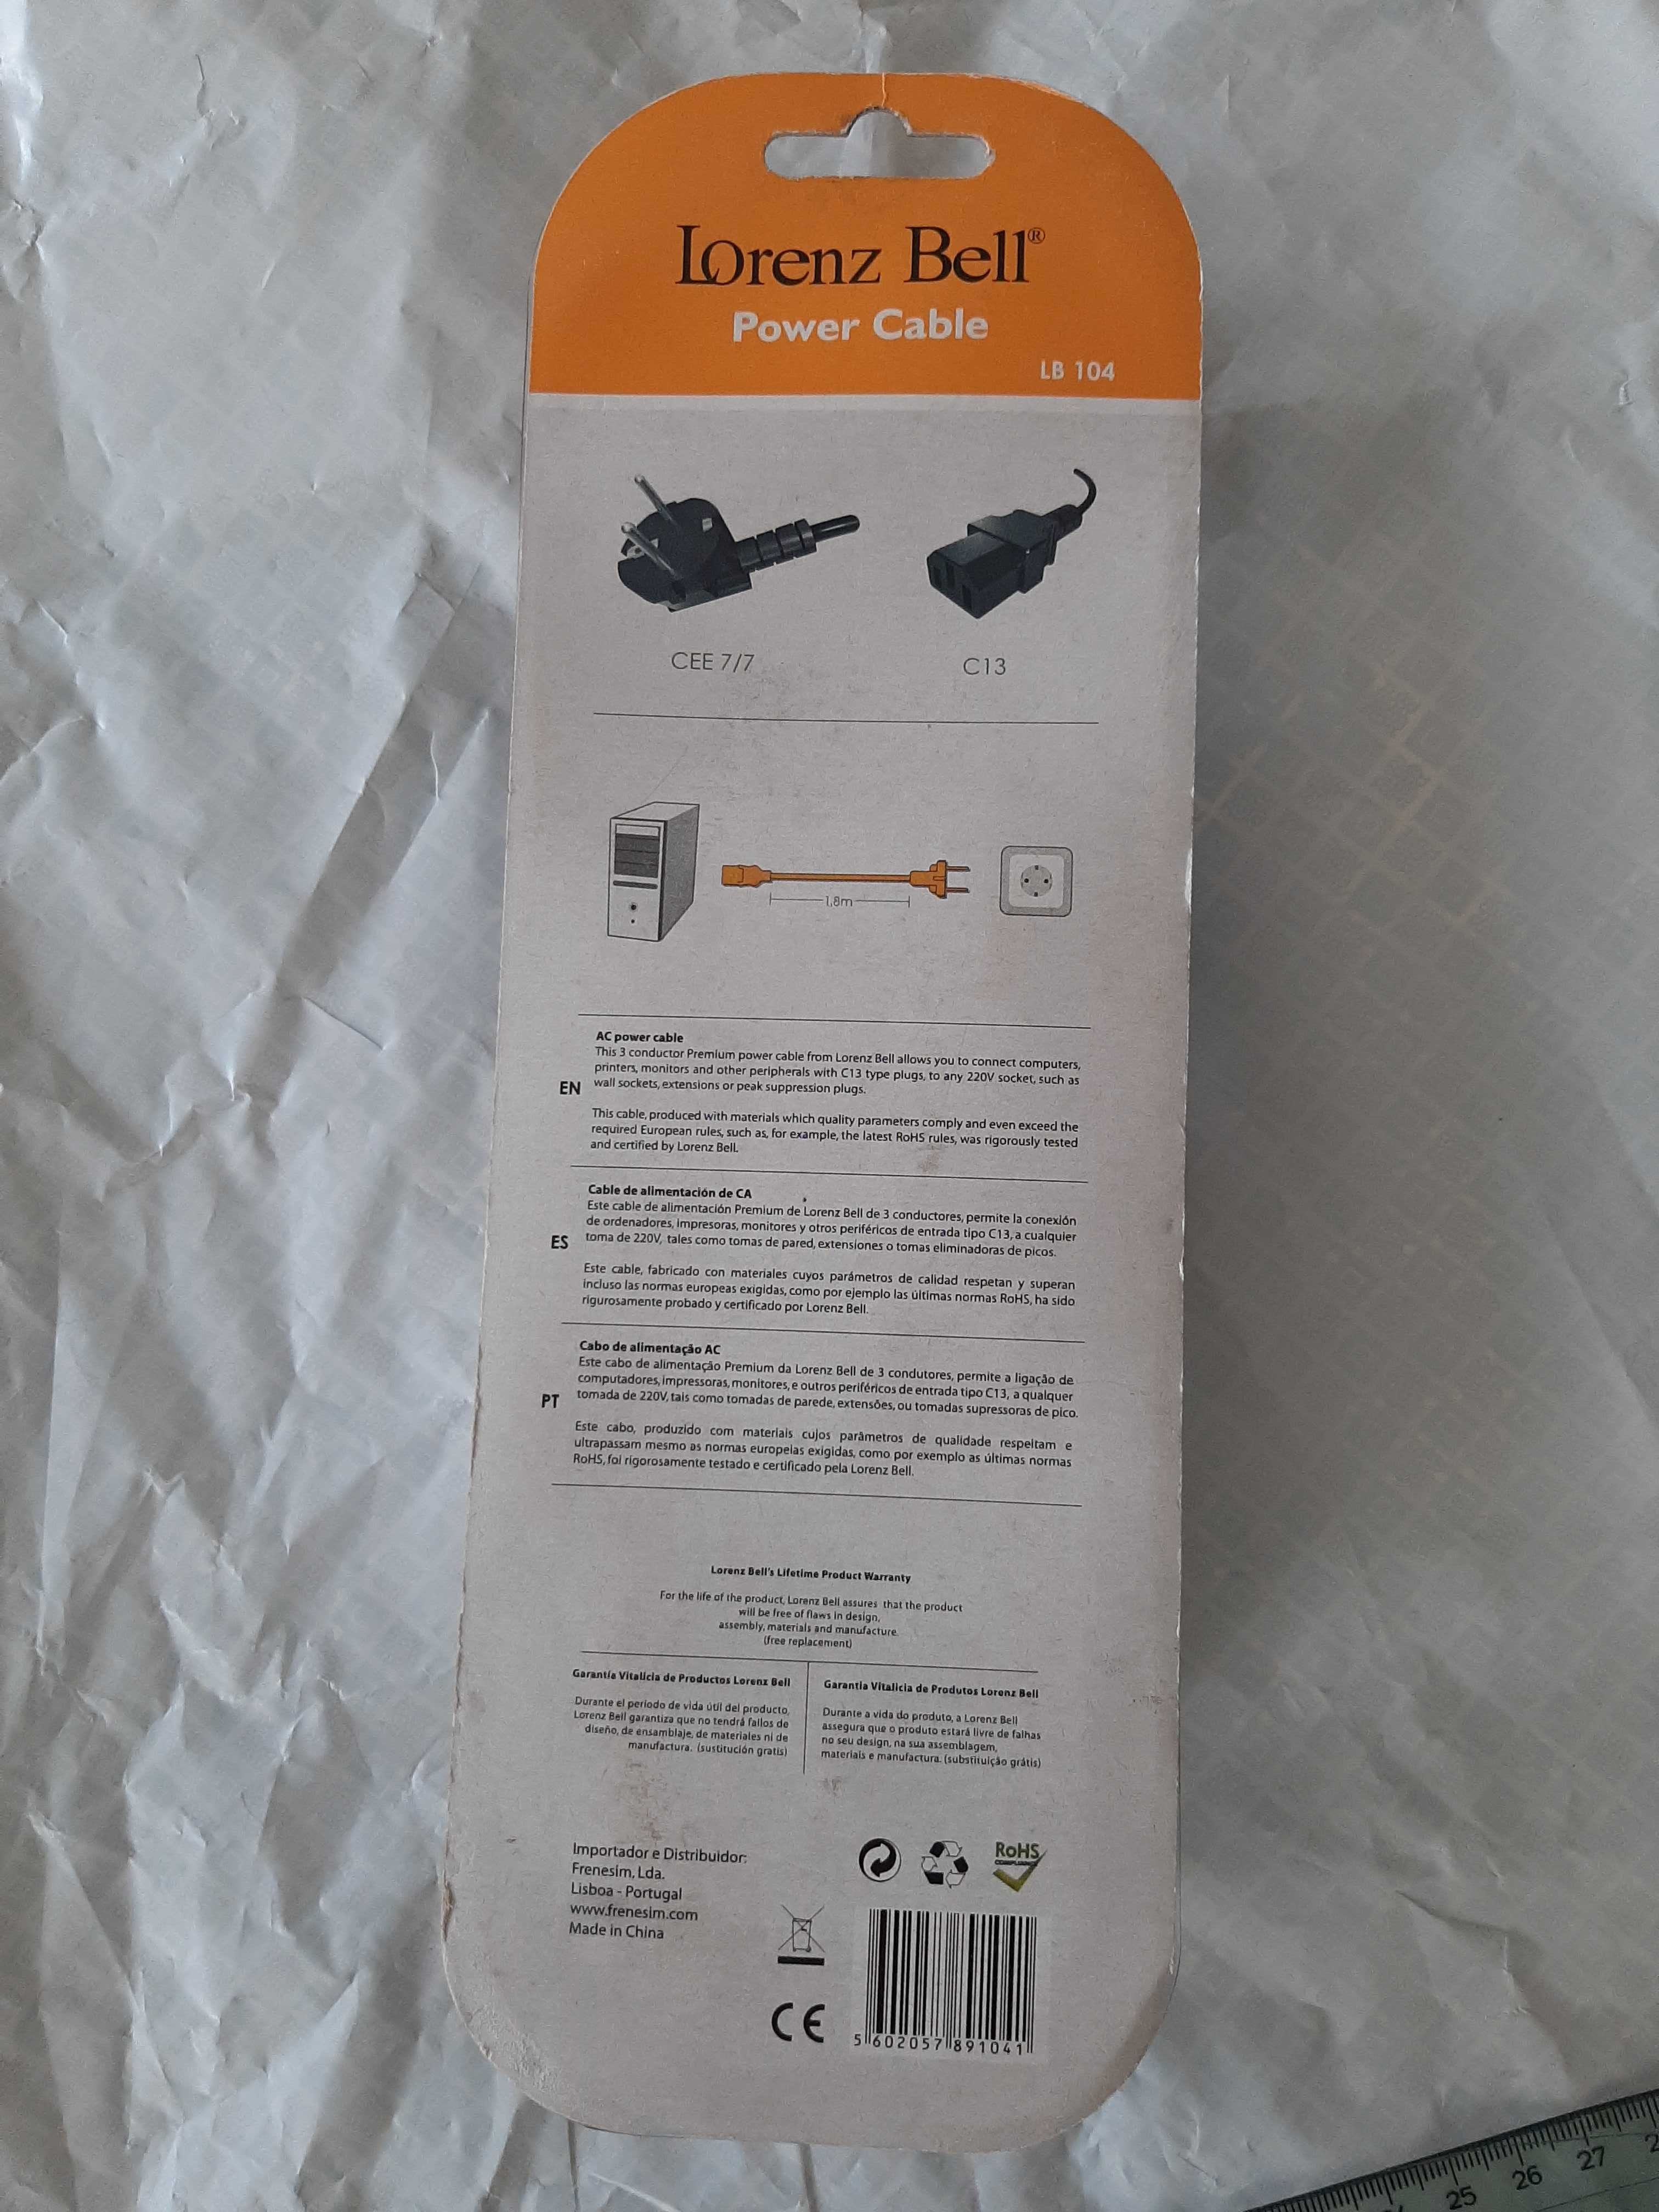 Lorenz Bell®
Power Cable
LB 104
CEE 7/7
C13
1,8m
AC power cable
This 3 conductor Premium power cable from Lorenz Bell allows you to connect computers,
printers, monitors and other peripherals with C13 type plugs, to any 220V socket, such as
EN wall sockets, extensions or peak suppression plugs.
This cable, produced with materials which quality parameters comply and even exceed the
required European rules, such as, for example, the latest RoHS rules, was rigorously tested
and certified by Lorenz Bell.
Cable de alimentación de CA
Este cable de alimentación Premium de Lorenz Bell de 3 conductores, permite la conexión
de ordenadores, impresoras, monitores y otros periféricos de entrada tipo C13, a cualquier
ES toma de 220V, tales como tomas de pared, extensiones o tomas eliminadoras de picos.
Este cable, fabricado con materiales cuyos parámetros de calidad respetan y superan
incluso las normas europeas exigidas, como por ejemplo las últimas normas RoHS, ha sido
rigurosamente probado y certificado por Lorenz Bell.
Cabo de alimentação AC
Este cabo de alimentação Premium da Lorenz Bell de 3 condutores, permite a ligação de
computadores, impressoras, monitores, e outros periféricos de entrada tipo C13, a qualquer
PT tomada de 220V, tais como tomadas de parede, extensões, ou tomadas supressoras de pico.
Este cabo, produzido com materiais cujos parâmetros de qualidade respeitam e
ultrapassam mesmo as normas europeias exigidas, como por exemplo as últimas normas
RoHS, foi rigorosamente testado e certificado pela Lorenz Bell.
Lorenz Bell's Lifetime Product Warranty
For the life of the product, Lorenz Bell assures that the product
will be free of flaws in design,
assembly, materials and manufacture.
(free replacement)
Garantía Vitalicia de Productos Lorenz Bell
Durante el período de vida útil del producto,
Lorenz Bell garantiza que no tendrá fallos de
diseño, de ensamblaje, de materiales ni de
manufactura. (sustitución gratis)
Garantia Vitalícia de Produtos Lorenz Bell
Durante a vida do produto, a Lorenz Bell
assegura que o produto estará livre de falhas
no seu design, na sua assemblagem,
materiais e manufactura. (substituição grátis)
Importador e Distribuidor:
Frenesim, Lda.
Lisboa - Portugal
www.frenesim.com
Made in China
RoHS
COMPLIANT
CE
5 602057 891041
25 26 27